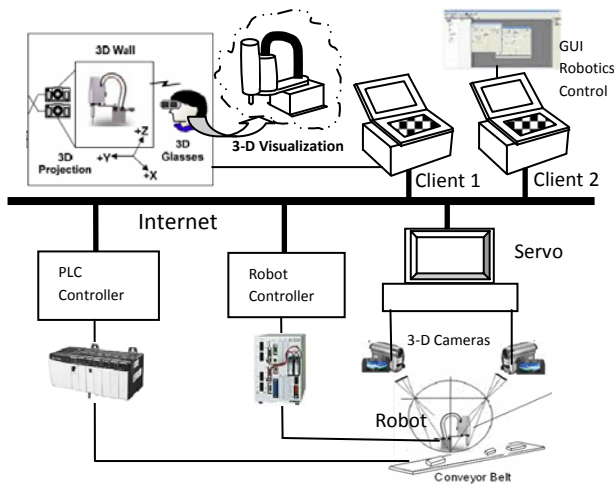 3D Wall
3D
Projection
+Z
+Y
+X
3D
Glasses
3-D Visualization
GUI
Robotics
Control
Client 1
Client 2
Internet
PLC
Controller
Robot
Controller
Servo
3-D Cameras
Robot
Conveyor Belt